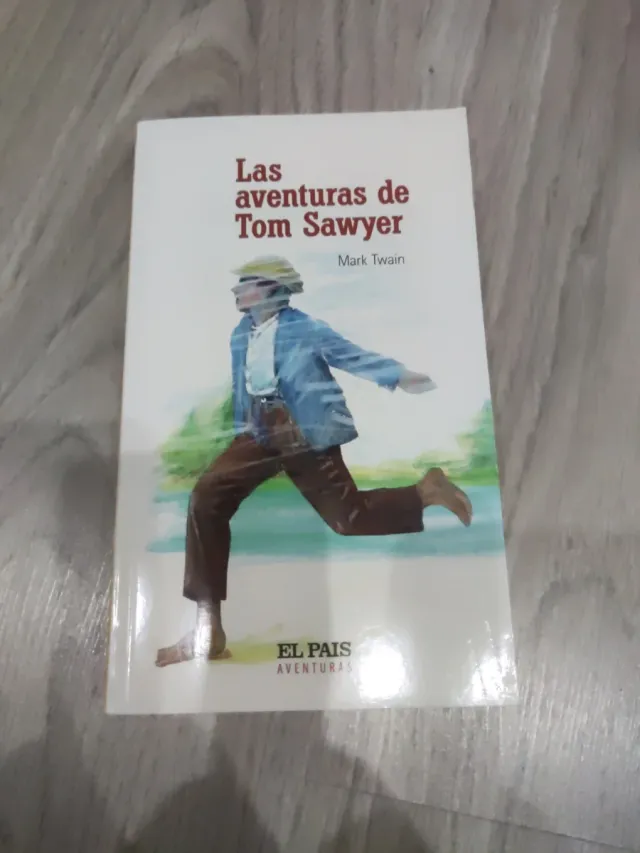 Las
aventuras de
Tom Sawyer
Mark Twain
EL PAIS
AVENTURAS